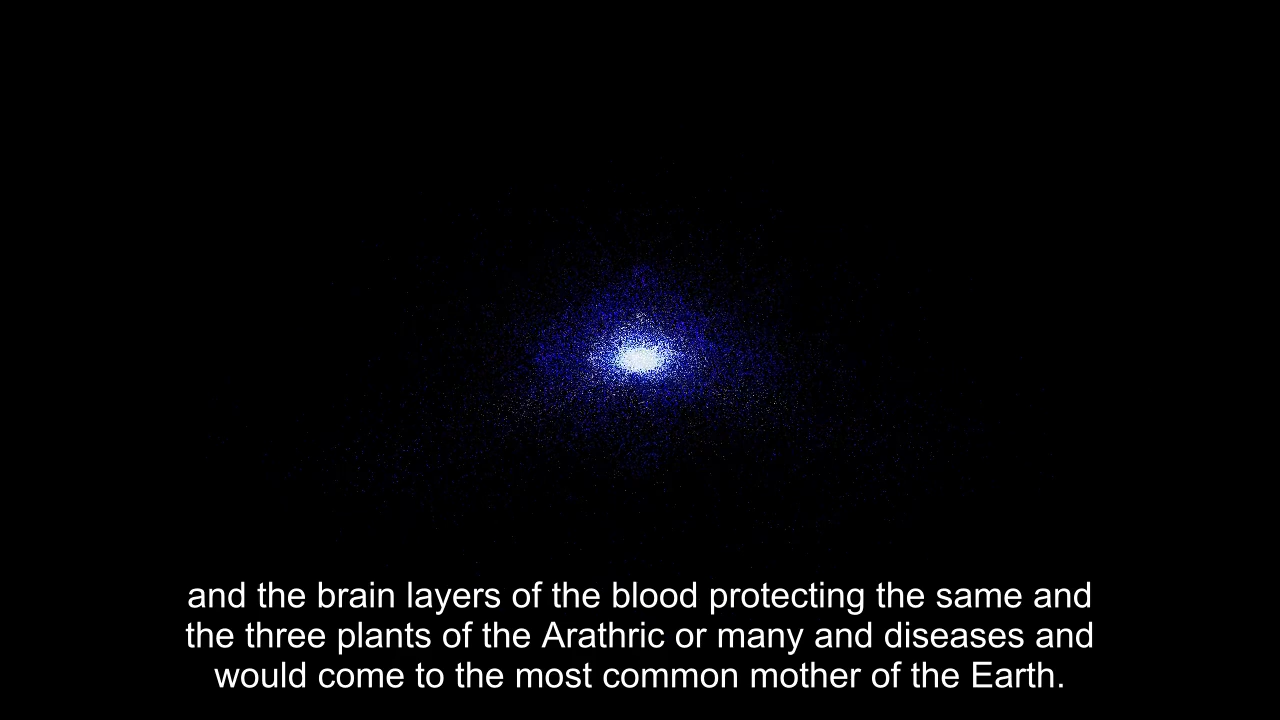 and the brain layers of the blood protecting the same and
the three plants of the Arathric or many and diseases and
would come to the most common mother of the Earth.